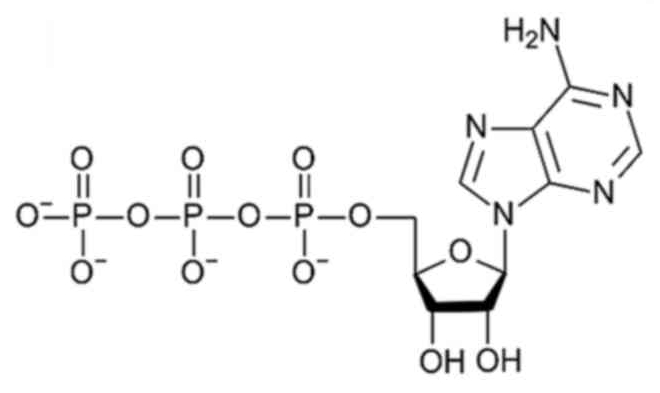 H₂N
N
N
O O O
N
N
O⁻ P O P O P O
O
O⁻ O⁻ O⁻
OH OH